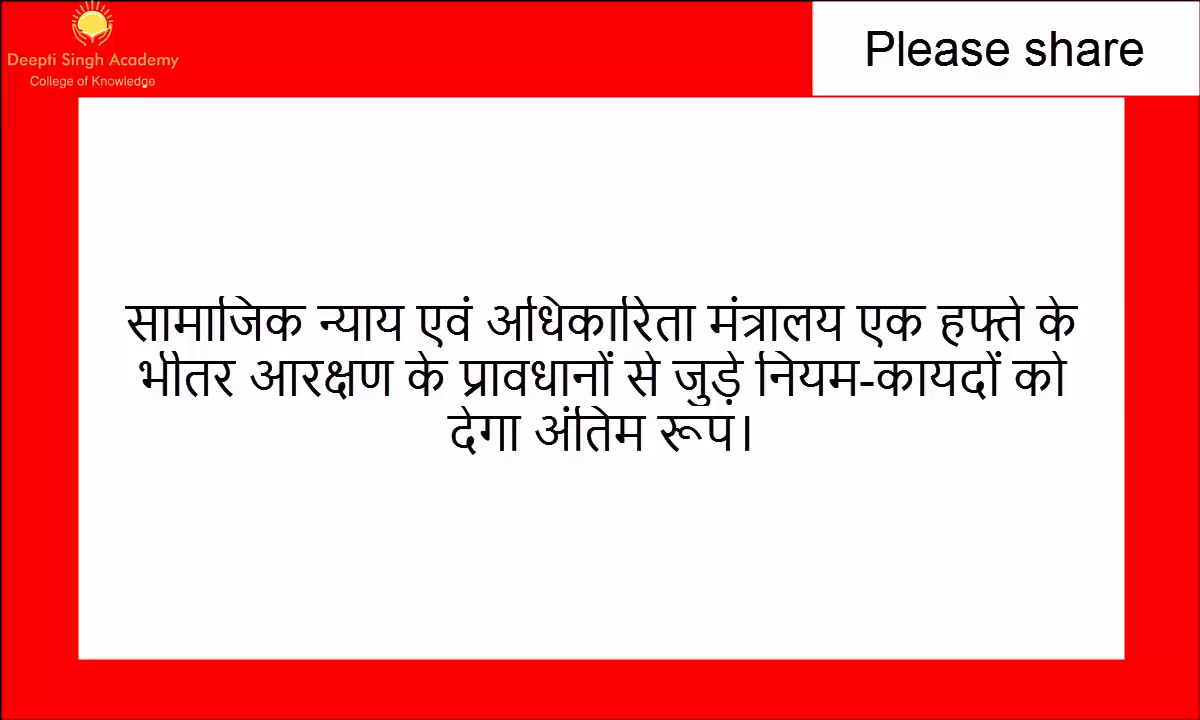 Deepti Singh Academy
College of Knowledge
Please share
सामाजिक न्याय एवं अधिकारिता मंत्रालय एक हफ्ते के
भीतर आरक्षण के प्रावधानों से जुड़े नियम-कायदों को
देगा अंतिम रूप।